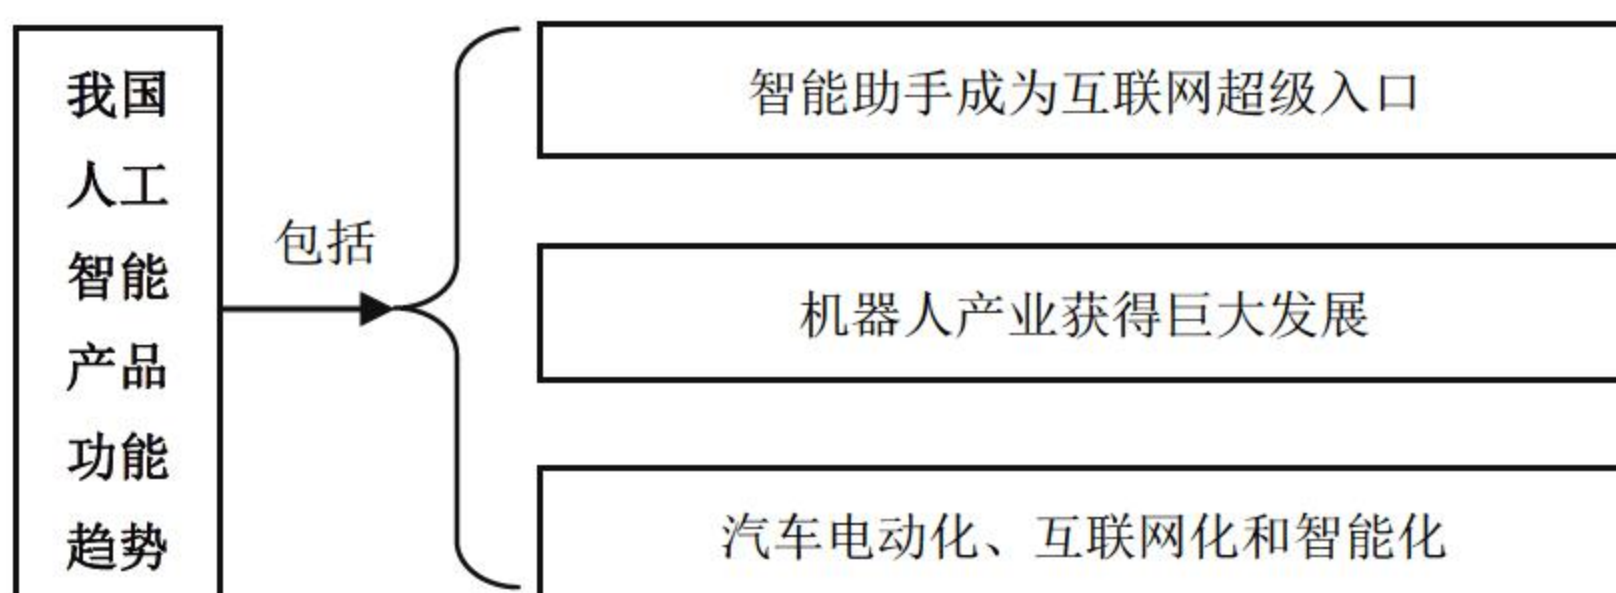 我国
人工
智能
产品
功能
趋势
包括
智能助手成为互联网超级入口
机器人产业获得巨大发展
汽车电动化、互联网化和智能化